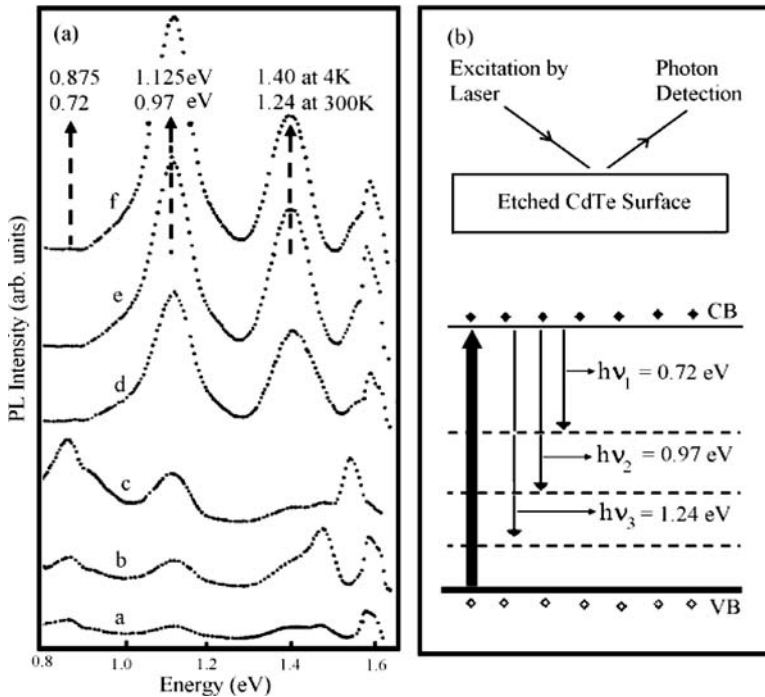 (a)
0.875 1.125eV 1.40 at 4K
0.72 0.97 eV 1.24 at 300K
f
e
d
c
b
a
PL Intensity (arb. units)
0.8 1.0 1.2 1.4 1.6
Energy (eV)
(b)
Excitation by Photon
Laser Detection
Etched CdTe Surface
CB
hν1 = 0.72 eV
hν2 = 0.97 eV
hν3 = 1.24 eV
VB